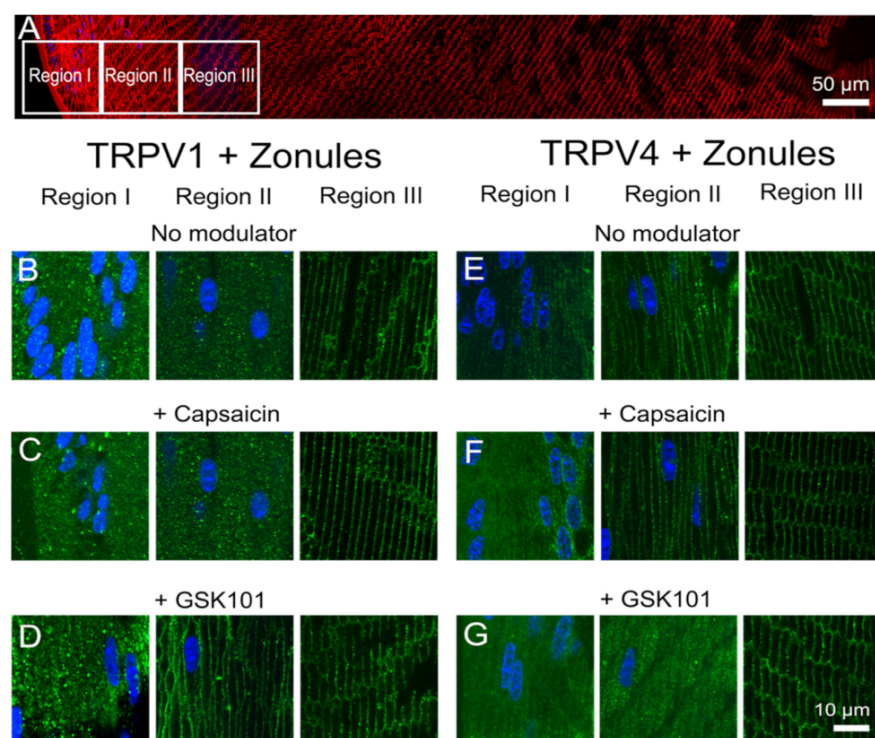 A
Region I Region II Region III
50 µm
TRPV1 + Zonules TRPV4 + Zonules
Region I Region II Region III Region I Region II Region III
No modulator No modulator
B E
+ Capsaicin + Capsaicin
C F
+ GSK101 + GSK101
D G
10 µm